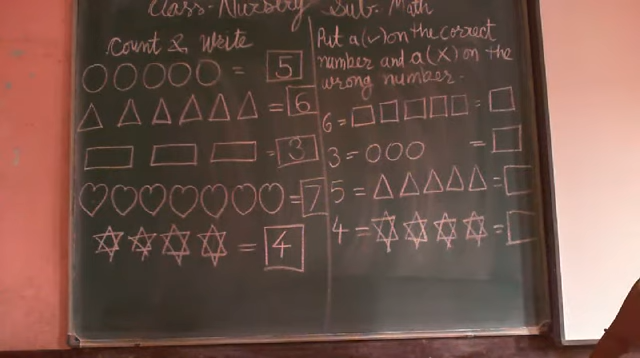 Class-Nursery Sub- Math
Count & Write
= 5
= 6
= 3
= 7
= 4
Put a (✓) on the correct
number and a (X) on the
wrong number.
6 = =
3 = =
5 = =
4 = =